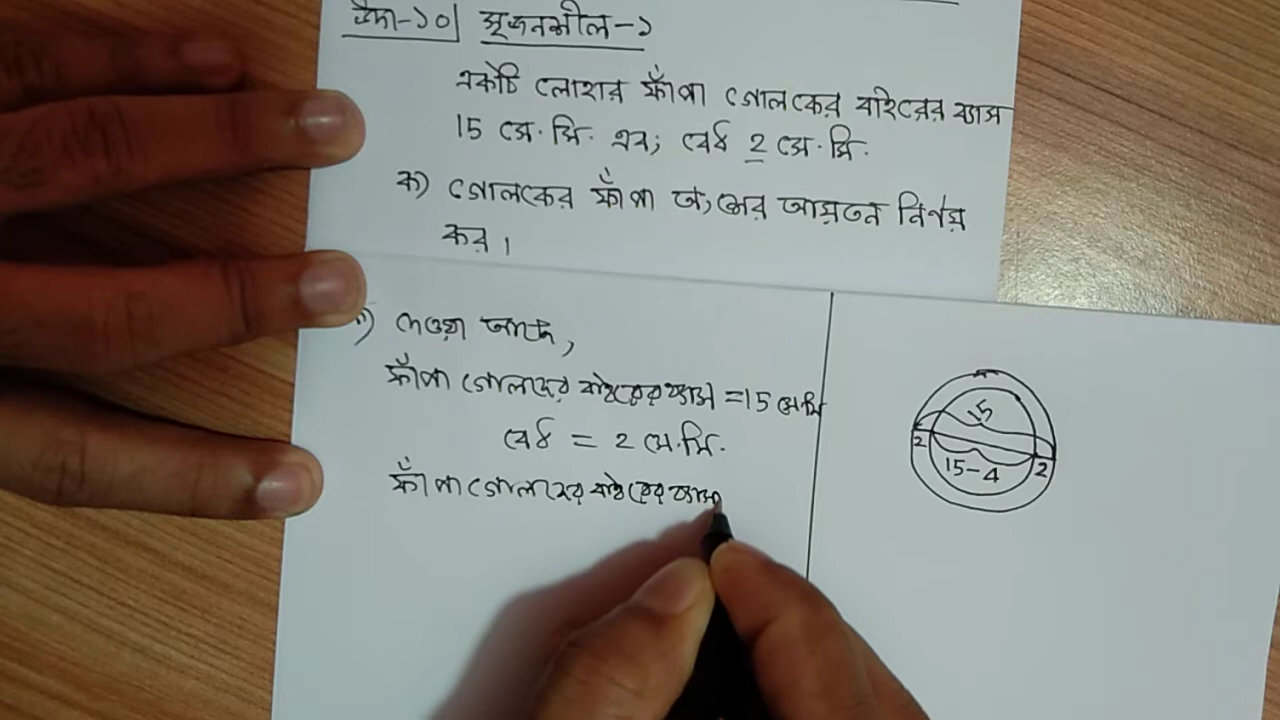 উদা-১০| সৃজনশীল-১
একটি লোহার ফাঁপা গোলকের বাইরের ব্যাস
15 সে.মি. এবং বেধ 2 সে.মি.
ক) গোলকের ফাঁপা অংশের আয়তন নির্ণয়
কর।
) দেওয়া আছে,
ফাঁপা গোলকের বাইরের ব্যাস = 15 সে.মি
বেধ = 2 সে.মি.
ফাঁপা গোলকের বাইরের ব্যাস
15
2
15-4
2